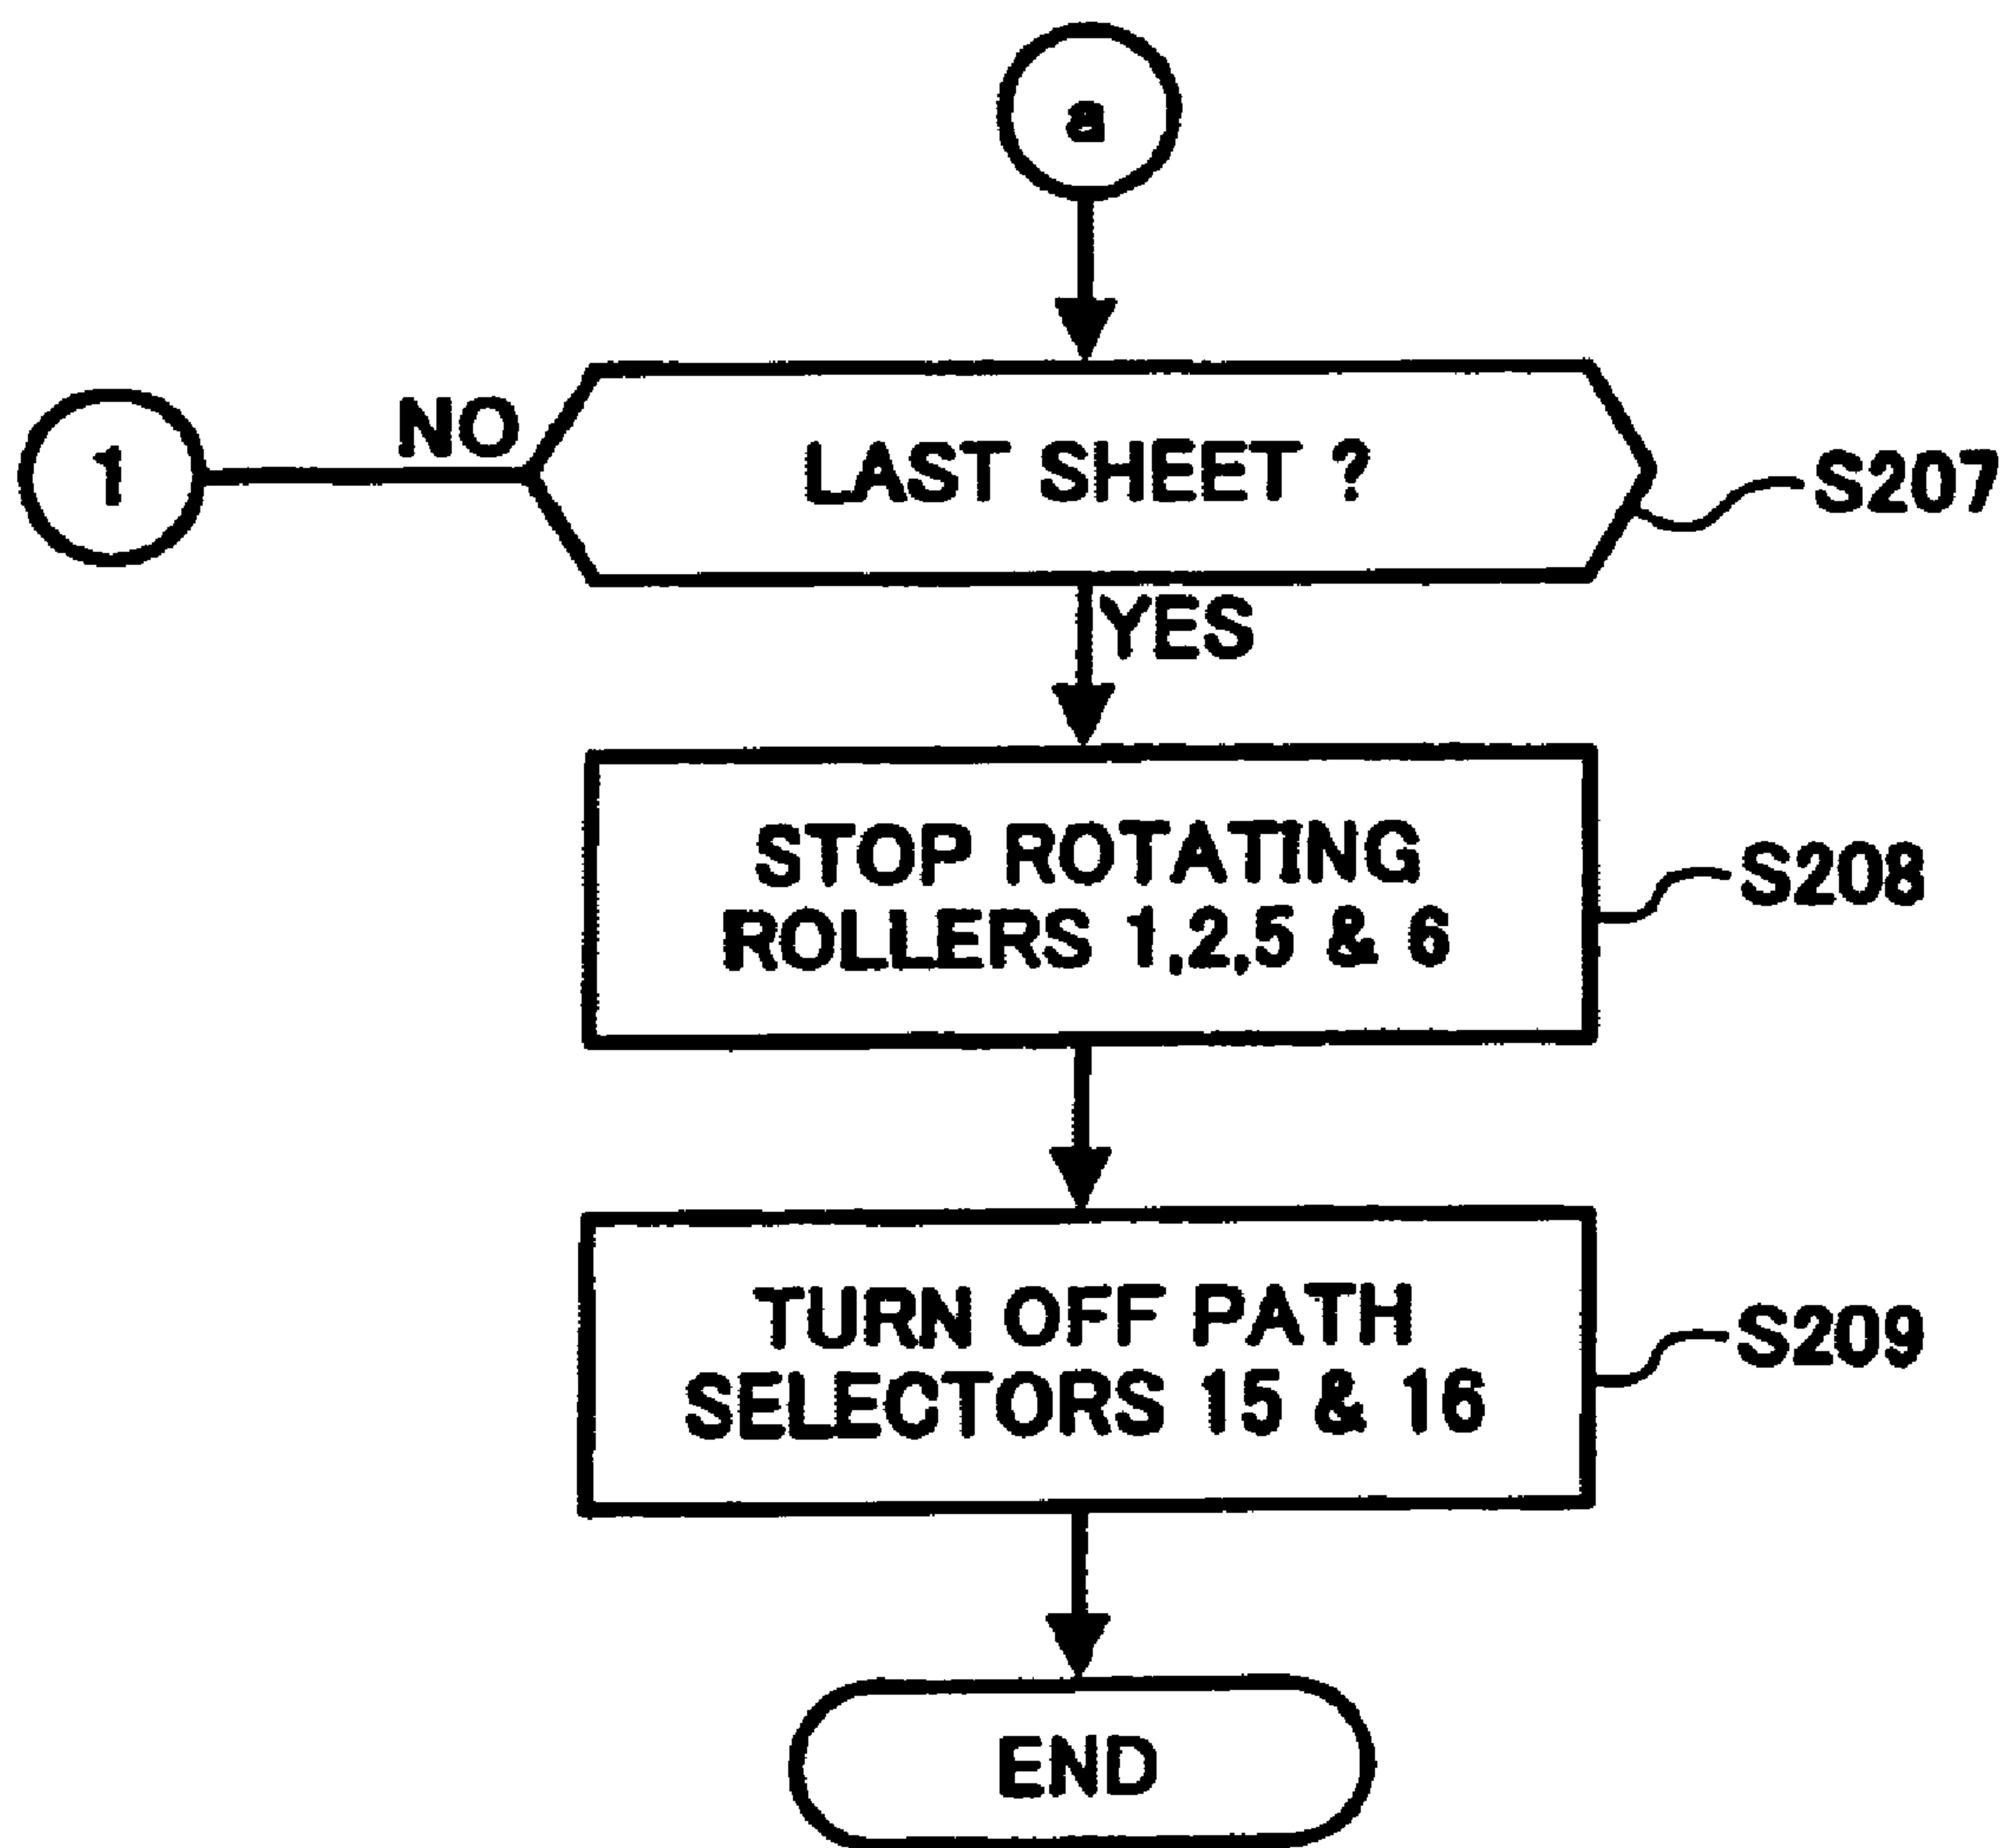 a
1
NO
LAST SHEET ?
S207
YES
STOP ROTATING
ROLLERS 1,2,5 & 6
S208
TURN OFF PATH
SELECTORS 15 & 16
S209
END